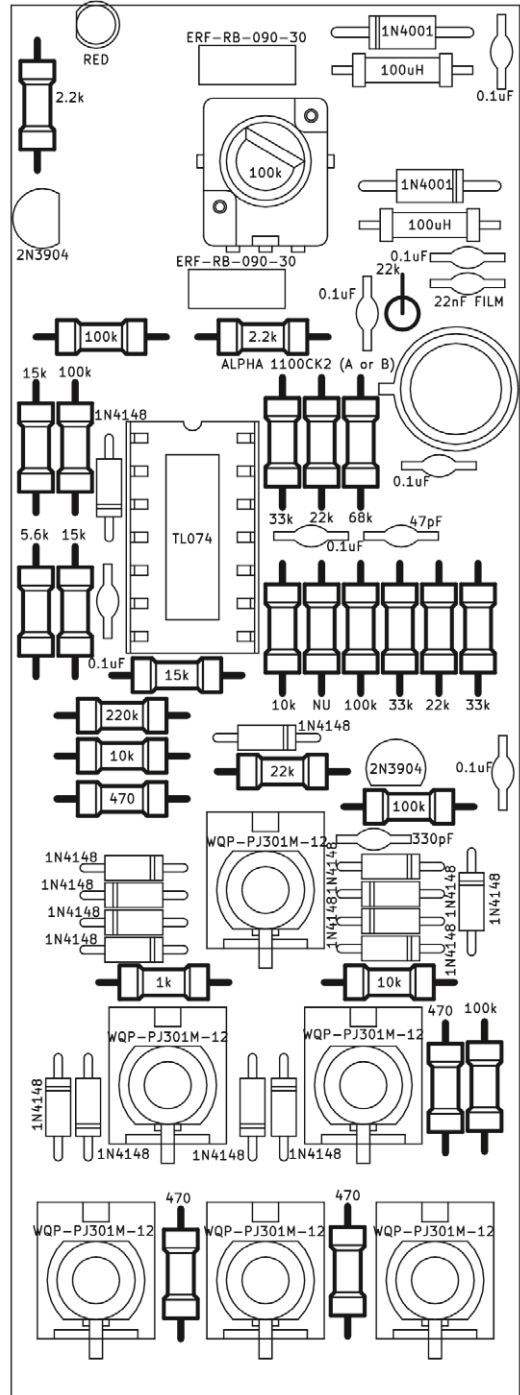 RED
ERF-RB-090-30
1N4001
100uH
0.1uF
2.2k
100k
1N4001
100uH
2N3904
0.1uF
ERF-RB-090-30
22k
22nF FILM
0.1uF
100k
2.2k
ALPHA 1100CK2 (A or B)
15k
100k
1N4148
0.1uF
33k
22k
68k
47pF
5.6k
15k
TL074
0.1uF
0.1uF
15k
10k
NU
100k
33k
22k
33k
220k
1N4148
10k
22k
2N3904
0.1uF
470
100k
WQP-PJ301M-12
330pF
1N4148
1N4148
1N4148
1N4148
1N4148
1N4148
1N4148
1N4148
1N4148
1k
10k
470
100k
WQP-PJ301M-12
WQP-PJ301M-12
1N4148
1N4148
1N4148
1N4148
470
470
WQP-PJ301M-12
WQP-PJ301M-12
WQP-PJ301M-12